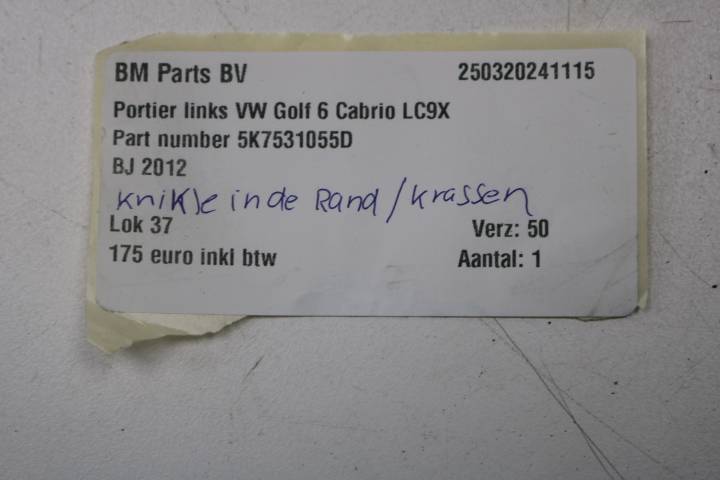 BM Parts BV 250320241115
Portier links VW Golf 6 Cabrio LC9X
Part number 5K7531055D
BJ 2012
knikje in de Rand / krassen
Lok 37 Verz: 50
175 euro inkl btw Aantal: 1